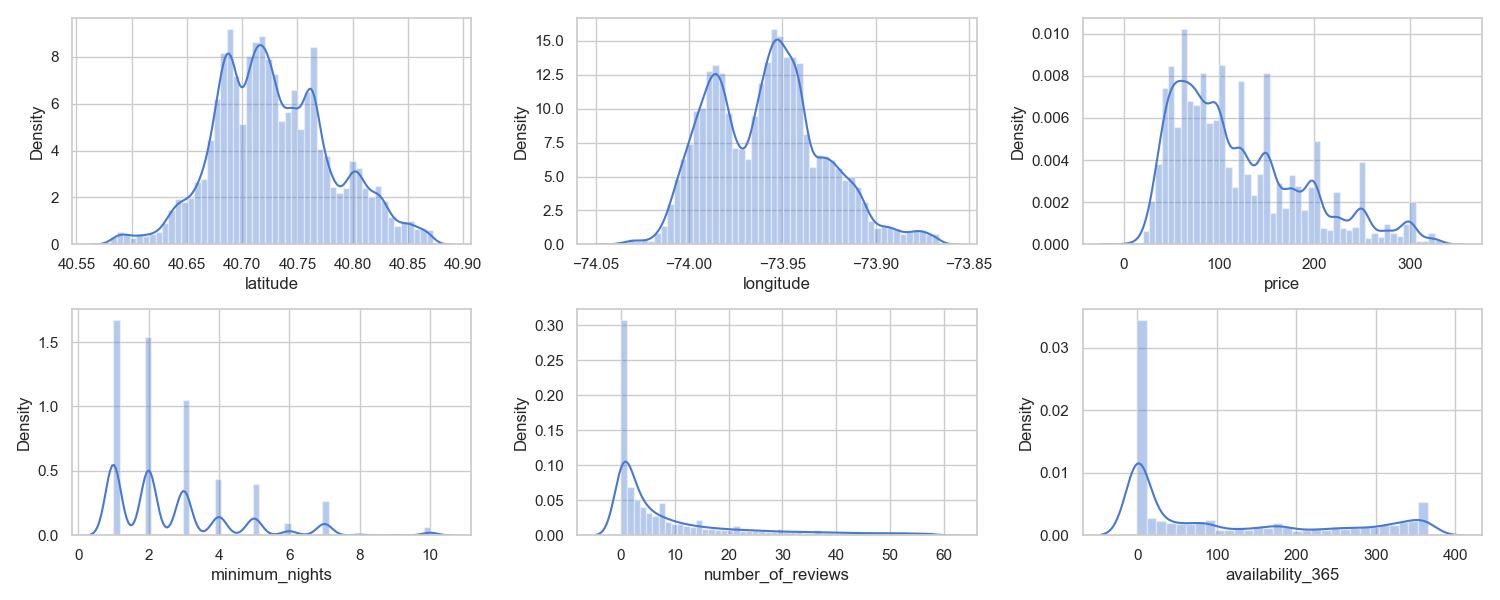 Density
8
6
4
2
0
40.55 40.60 40.65 40.70 40.75 40.80 40.85 40.90
latitude
Density
15.0
12.5
10.0
7.5
5.0
2.5
0.0
−74.05 −74.00 −73.95 −73.90 −73.85
longitude
Density
0.010
0.008
0.006
0.004
0.002
0.000
0 100 200 300
price
Density
1.5
1.0
0.5
0.0
0 2 4 6 8 10
minimum_nights
Density
0.30
0.25
0.20
0.15
0.10
0.05
0.00
0 10 20 30 40 50 60
number_of_reviews
Density
0.03
0.02
0.01
0.00
0 100 200 300 400
availability_365